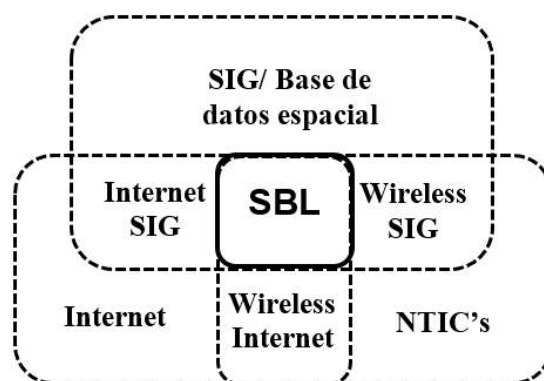 SIG/ Base de
datos espacial
Internet
SIG
SBL
Wireless
SIG
Internet
Wireless
Internet
NTIC's